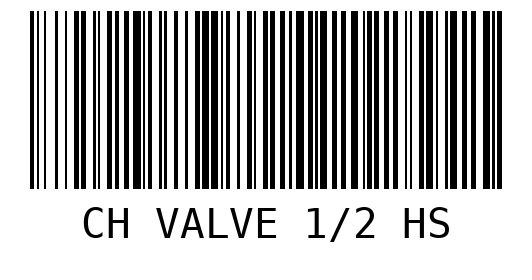 CH VALVE 1/2 HS